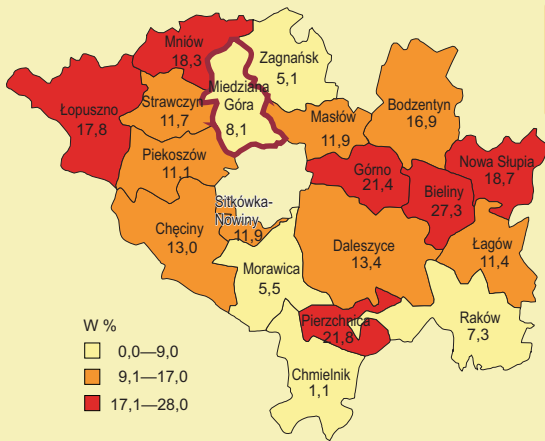 Mniów
18,3
Zagnańsk
5,1
Miedziana
Góra
8,1
Łopuszno
17,8
Strawczyn
11,7
Masłów
11,9
Bodzentyn
16,9
Piekoszów
11,1
Górno
21,4
Bieliny
27,3
Nowa Słupia
18,7
Sitkówka-
Nowiny
11,9
Chęciny
13,0
Daleszyce
13,4
Łagów
11,4
Morawica
5,5
Pierzchnica
21,8
Raków
7,3
Chmielnik
1,1
W %
0,0—9,0
9,1—17,0
17,1—28,0